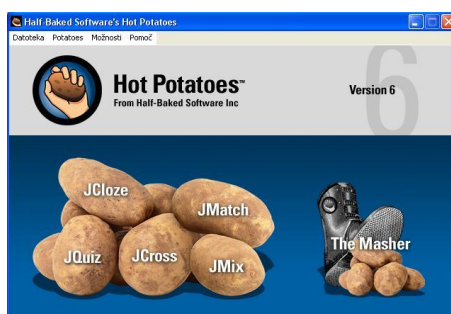 Half-Baked Software's Hot Potatoes
Datoteka Potatoes Možnosti Pomoč
Hot Potatoes™
From Half-Baked Software Inc
Version 6
6
JCloze
JMatch
JQuiz
JCross
JMix
The Masher